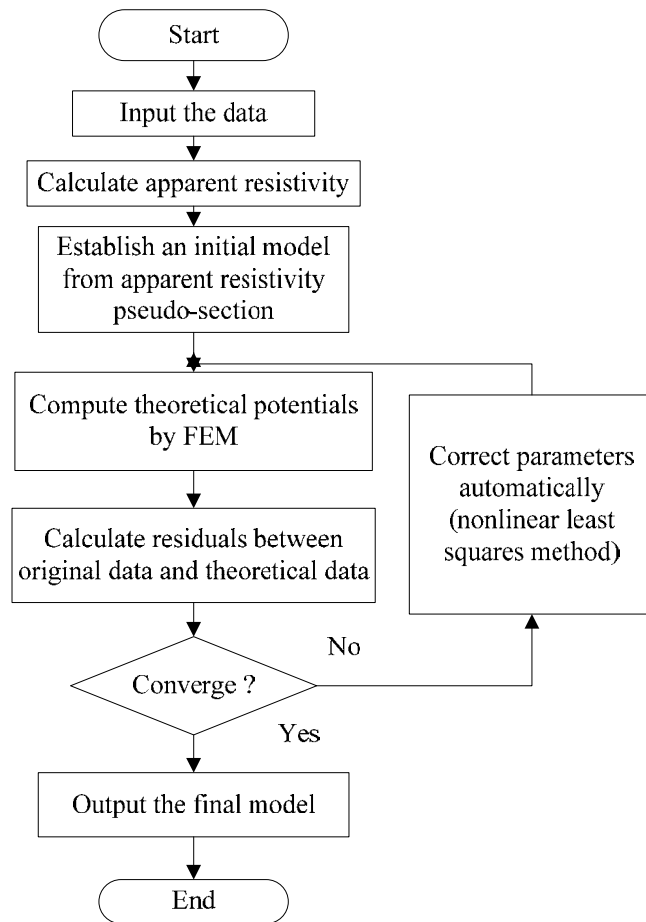 Start
Input the data
Calculate apparent resistivity
Establish an initial model
from apparent resistivity
pseudo-section
Compute theoretical potentials
by FEM
Correct parameters
automatically
(nonlinear least
squares method)
Calculate residuals between
original data and theoretical data
No
Converge ?
Yes
Output the final model
End